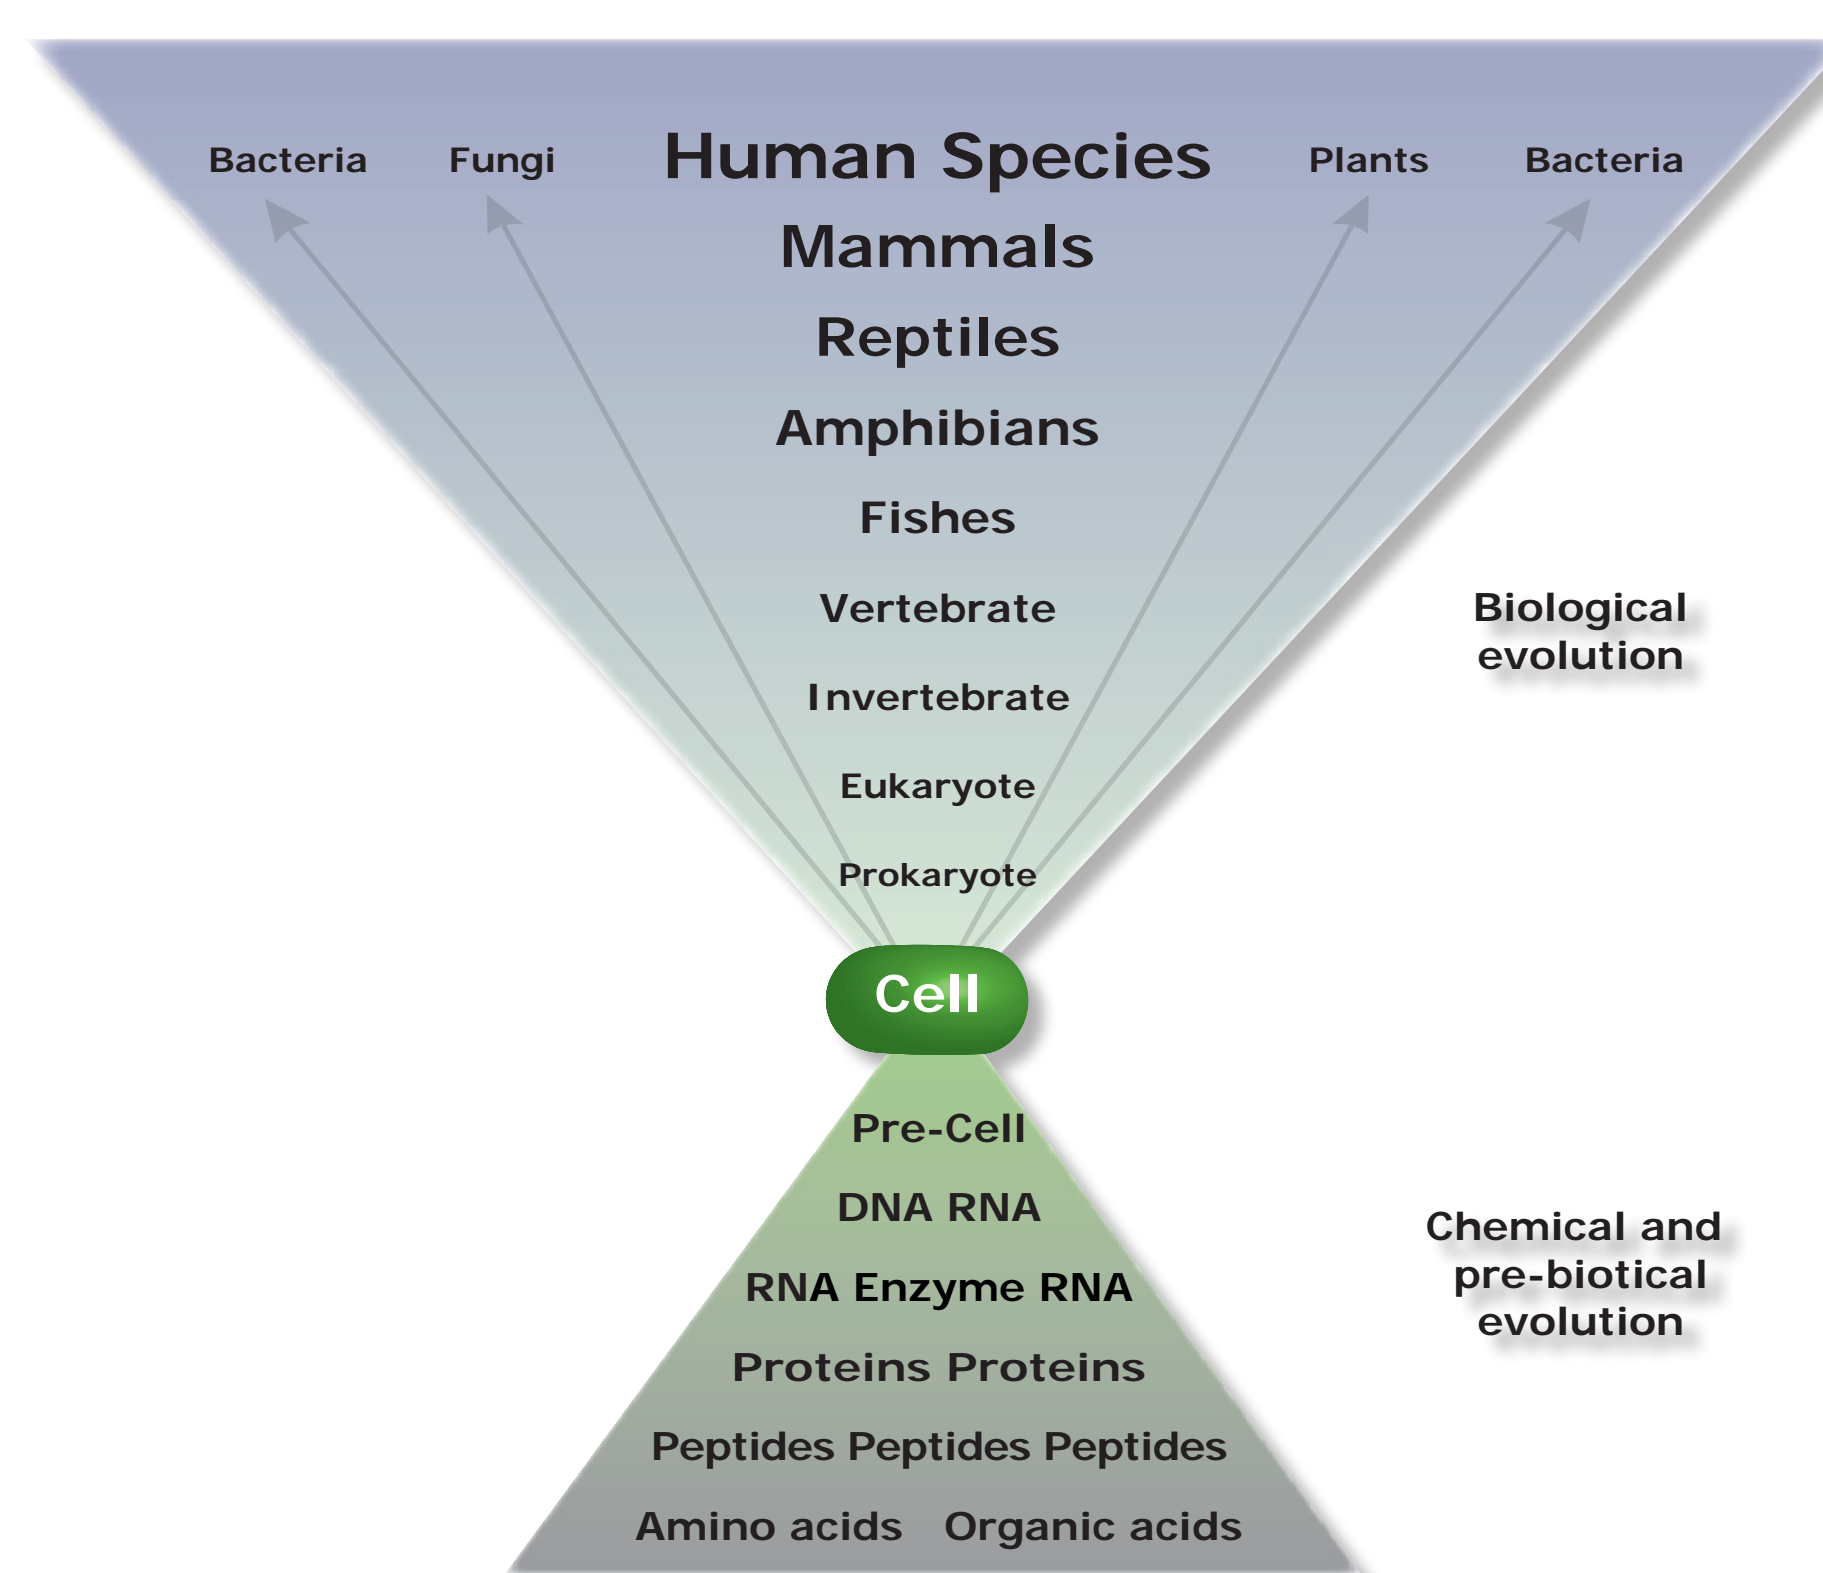 Bacteria Fungi Human Species Plants Bacteria
Mammals
Reptiles
Amphibians
Fishes
Vertebrate
Invertebrate
Eukaryote
Prokaryote
Biological
evolution
Cell
Pre-Cell
DNA RNA
RNA Enzyme RNA
Proteins Proteins
Peptides Peptides Peptides
Amino acids Organic acids
Chemical and
pre-biotical
evolution